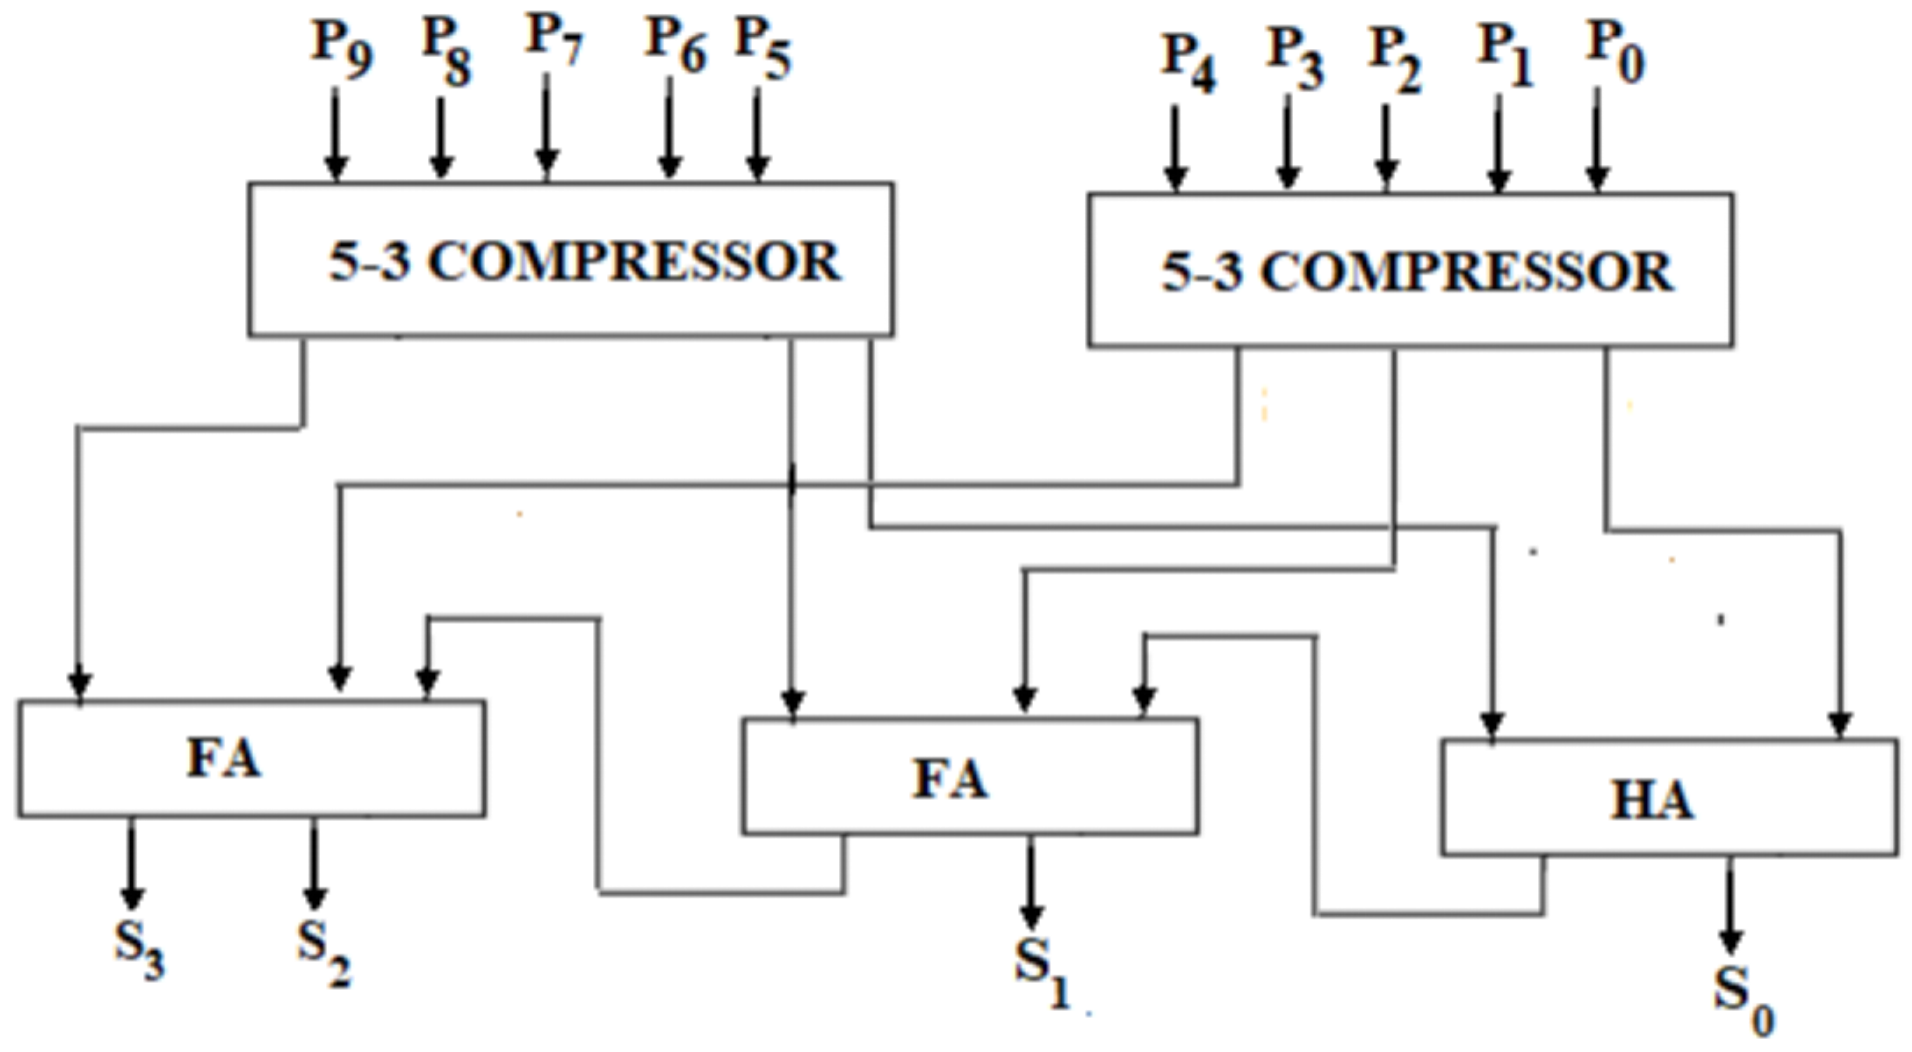 P9 P8 P7 P6 P5 P4 P3 P2 P1 P0
5-3 COMPRESSOR 5-3 COMPRESSOR
FA FA HA
S3 S2 S1 S0